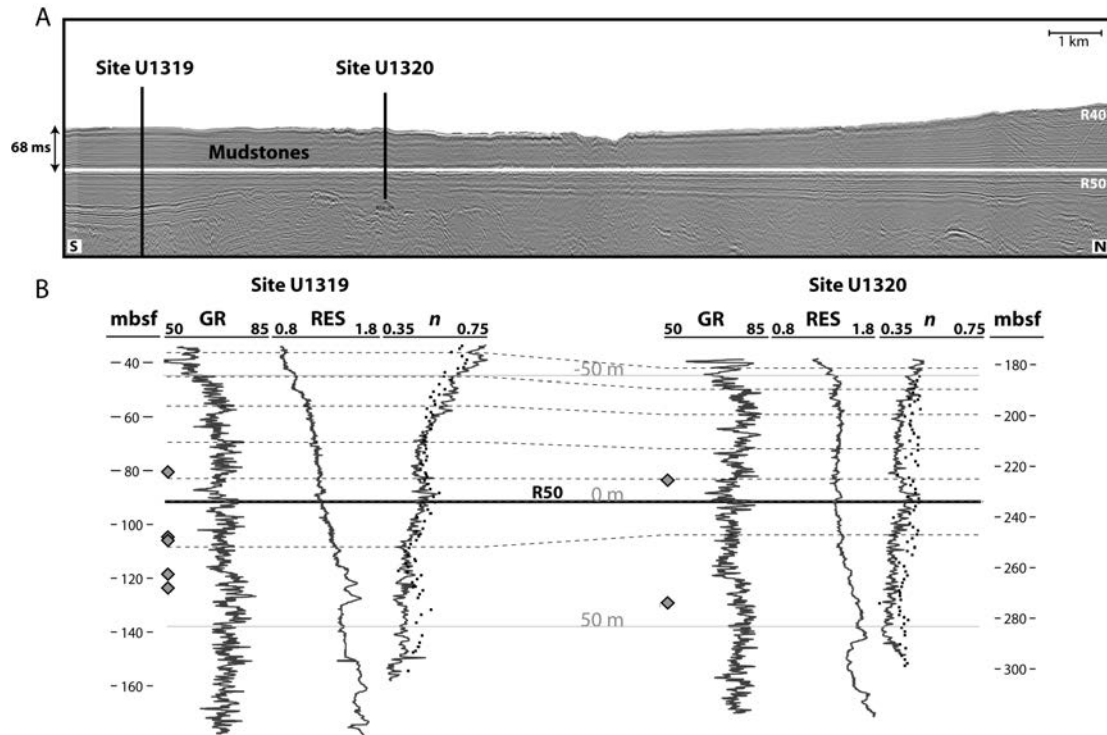 A
1 km
Site U1319
Site U1320
R40
68 ms
Mudstones
R50
S
N
B
Site U1319
Site U1320
mbsf GR RES n
50 85 0.8 1.8 0.35 0.75
GR RES n mbsf
50 85 0.8 1.8 0.35 0.75
-40-
-60-
-80-
-100-
-120-
-140-
-160-
-50 m
R50
0 m
50 m
-180-
-200-
-220-
-240-
-260-
-280-
-300-